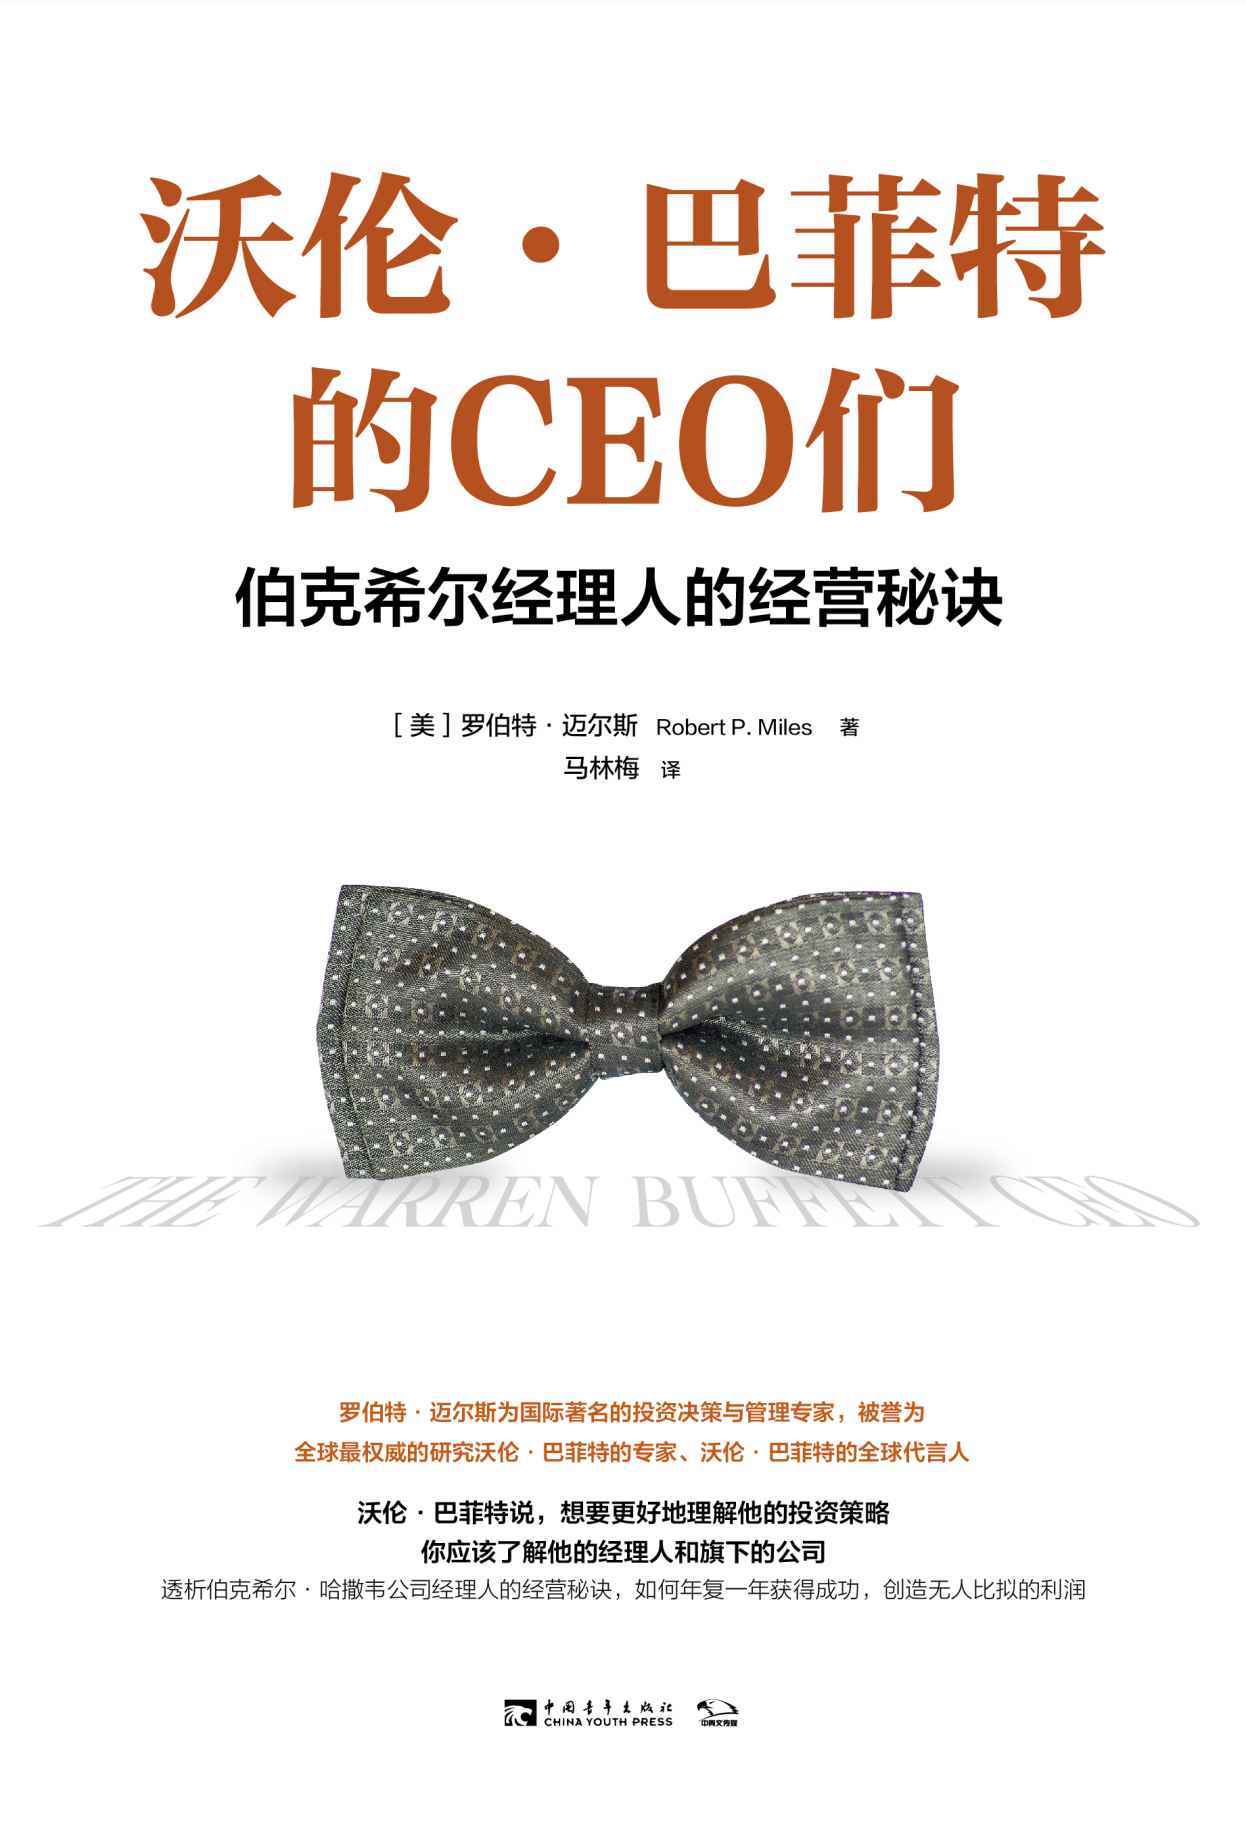 沃伦·巴菲特
的CEO们
伯克希尔经理人的经营秘诀
［美］罗伯特·迈尔斯 Robert P. Miles 著
马林梅 译
THE WARREN BUFFETT CEO
罗伯特·迈尔斯为国际著名的投资决策与管理专家，被誉为
全球最权威的研究沃伦·巴菲特的专家、沃伦·巴菲特的全球代言人
沃伦·巴菲特说，想要更好地理解他的投资策略
你应该了解他的经理人和旗下的公司
透析伯克希尔·哈撒韦公司经理人的经营秘诀，如何年复一年获得成功，创造无人比拟的利润
中国青年出版社
CHINA YOUTH PRESS
中青文传媒